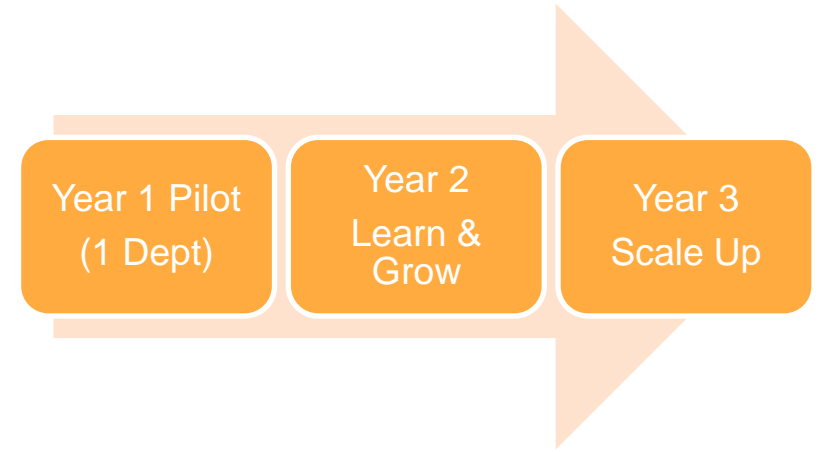 Year 1 Pilot
(1 Dept)
Year 2
Learn &
Grow
Year 3
Scale Up